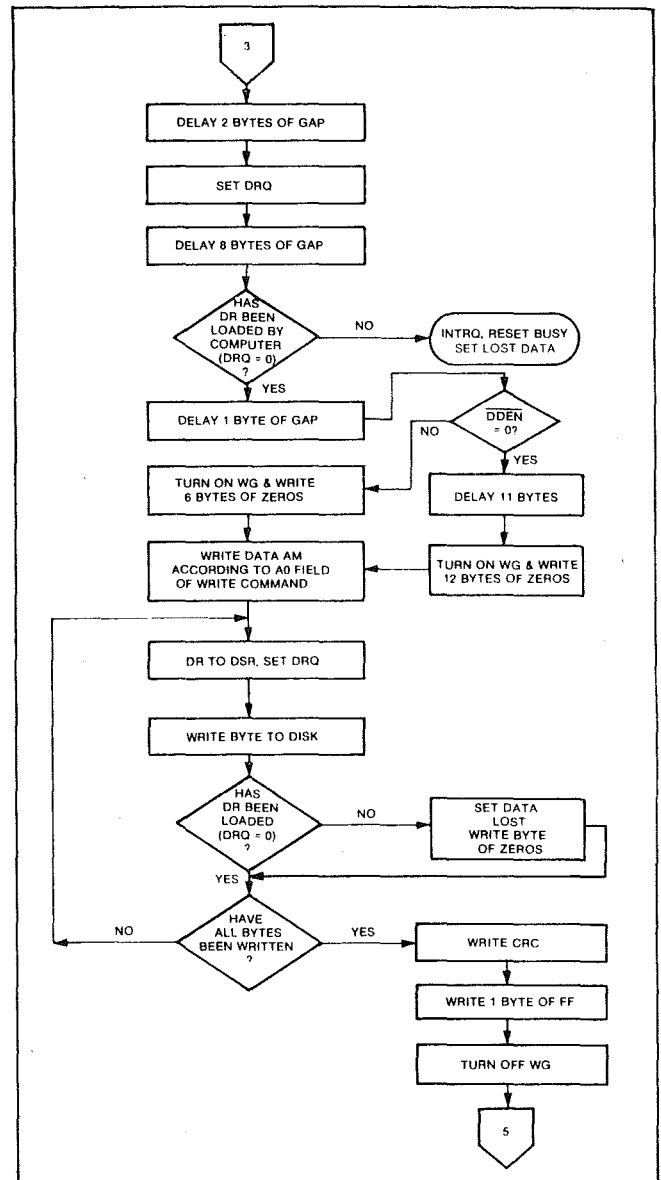 3
DELAY 2 BYTES OF GAP
SET DRQ
DELAY 8 BYTES OF GAP
HAS
DR BEEN
LOADED BY
COMPUTER
(DRQ = 0)
?
NO
INTRQ, RESET BUSY
SET LOST DATA
YES
DELAY 1 BYTE OF GAP
DDEN
= 0?
NO
YES
TURN ON WG & WRITE
6 BYTES OF ZEROS
DELAY 11 BYTES
WRITE DATA AM
ACCORDING TO A0 FIELD
OF WRITE COMMAND
TURN ON WG & WRITE
12 BYTES OF ZEROS
DR TO DSR, SET DRQ
WRITE BYTE TO DISK
HAS
DR BEEN
LOADED
(DRQ = 0)
?
NO
SET DATA
LOST
WRITE BYTE
OF ZEROS
YES
HAVE
ALL BYTES
BEEN WRITTEN
?
NO
YES
WRITE CRC
WRITE 1 BYTE OF FF
TURN OFF WG
5